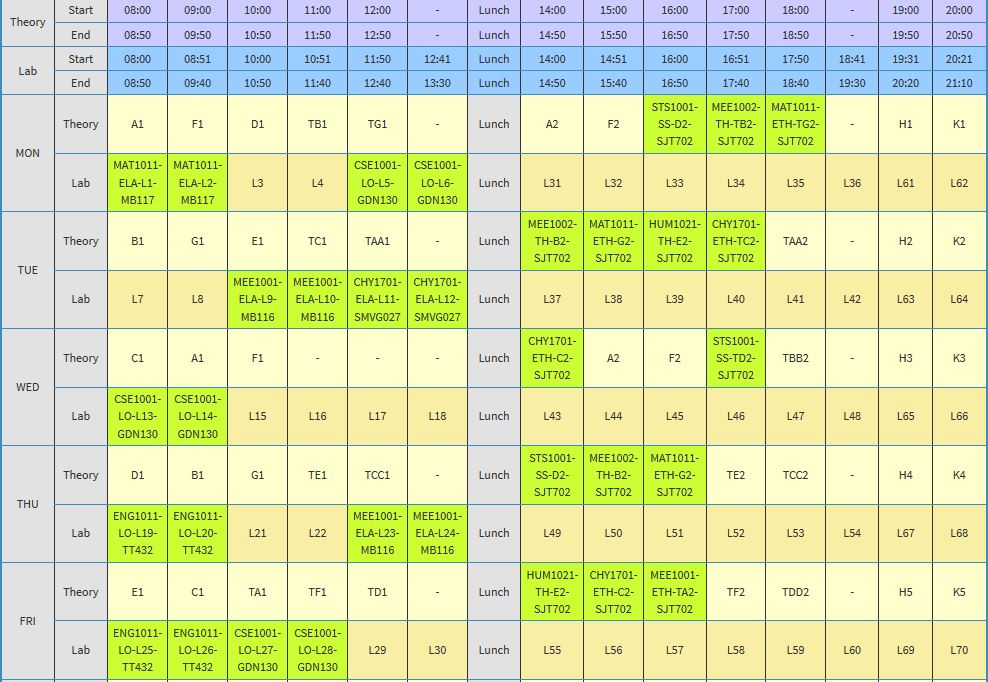 Theory Start 08:00 09:00 10:00 11:00 12:00 - Lunch 14:00 15:00 16:00 17:00 18:00 - 19:00 20:00
End 08:50 09:50 10:50 11:50 12:50 - Lunch 14:50 15:50 16:50 17:50 18:50 - 19:50 20:50
Lab Start 08:00 08:51 10:00 10:51 11:50 12:41 Lunch 14:00 14:51 16:00 16:51 17:51 18:41 19:31 20:21
End 08:50 09:40 10:50 11:40 12:40 13:30 Lunch 14:50 15:40 16:50 17:40 18:40 19:30 20:20 21:10
MON Theory A1 F1 D1 TB1 TG1 - Lunch A2 F2 STS1001-SS-D2-SJT702 MEE1002-TH-TB2-SJT702 MAT1011-ETH-TG2-SJT702 - H1 K1
Lab MAT1011-ELA-L1-MB117 MAT1011-ELA-L2-MB117 L3 L4 CSE1001-LO-L5-GDN130 CSE1001-LO-L6-GDN130 Lunch L31 L32 L33 L34 L35 L36 L61 L62
TUE Theory B1 G1 E1 TC1 TAA1 - Lunch MEE1002-TH-B2-SJT702 MAT1011-ETH-G2-SJT702 HUM1021-TH-E2-SJT702 CHY1701-ETH-TC2-SJT702 TAA2 - H2 K2
Lab L7 L8 MEE1001-ELA-L9-MB116 MEE1001-ELA-L10-MB116 CHY1701-ELA-L11-SMVG027 CHY1701-ELA-L12-SMVG027 Lunch L37 L38 L39 L40 L41 L42 L63 L64
WED Theory C1 A1 F1 - - - Lunch CHY1701-ETH-C2-SJT702 A2 F2 STS1001-SS-TD2-SJT702 TBB2 - H3 K3
Lab CSE1001-LO-L13-GDN130 CSE1001-LO-L14-GDN130 L15 L16 L17 L18 Lunch L43 L44 L45 L46 L47 L48 L65 L66
THU Theory D1 B1 G1 TE1 TCC1 - Lunch STS1001-SS-D2-SJT702 MEE1002-TH-B2-SJT702 MAT1011-ETH-G2-SJT702 TE2 TCC2 - H4 K4
Lab ENG1011-LO-L19-TT432 ENG1011-LO-L20-TT432 L21 L22 MEE1001-ELA-L23-MB116 MEE1001-ELA-L24-MB116 Lunch L49 L50 L51 L52 L53 L54 L67 L68
FRI Theory E1 C1 TA1 TF1 TD1 - Lunch HUM1021-TH-E2-SJT702 CHY1701-ETH-C2-SJT702 MEE1001-ETH-TA2-SJT702 TF2 TDD2 - H5 K5
Lab ENG1011-LO-L25-TT432 ENG1011-LO-L26-TT432 CSE1001-LO-L27-GDN130 CSE1001-LO-L28-GDN130 L29 L30 Lunch L55 L56 L57 L58 L59 L60 L69 L70